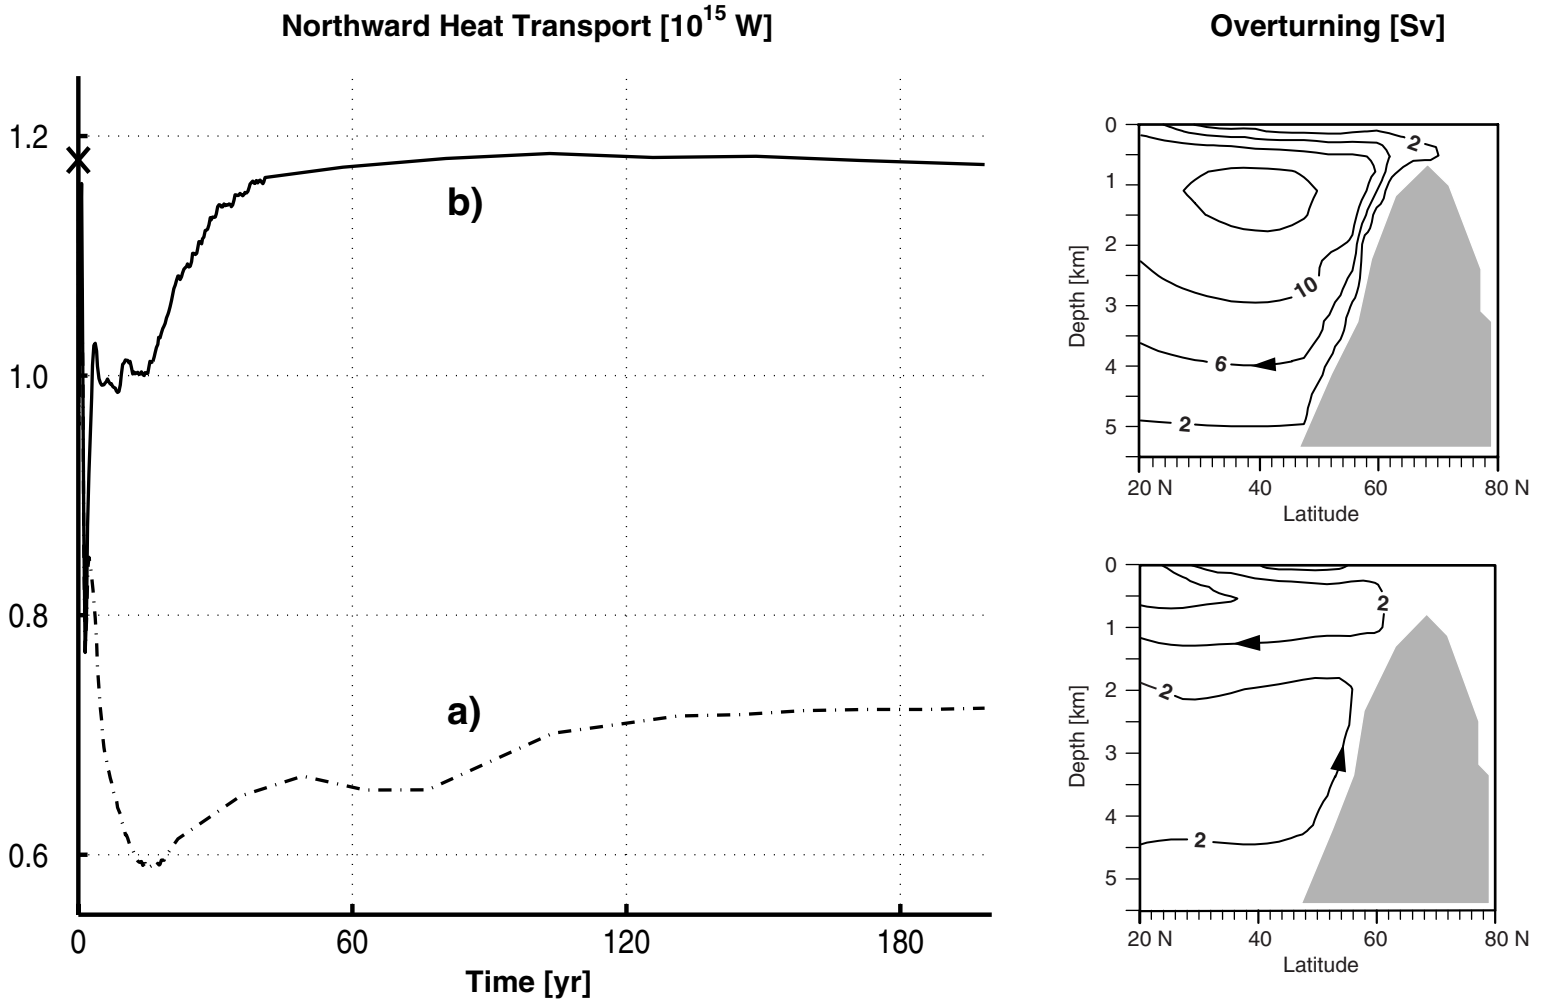 Northward Heat Transport [10^15 W]
1.2
1.0
0.8
0.6
b)
a)
0 60 120 180
Time [yr]
Overturning [Sv]
0
1
2
3
4
5
Depth [km]
2
10
6
2
20 N 40 60 80 N
Latitude
0
1
2
3
4
5
Depth [km]
2
2
2
20 N 40 60 80 N
Latitude